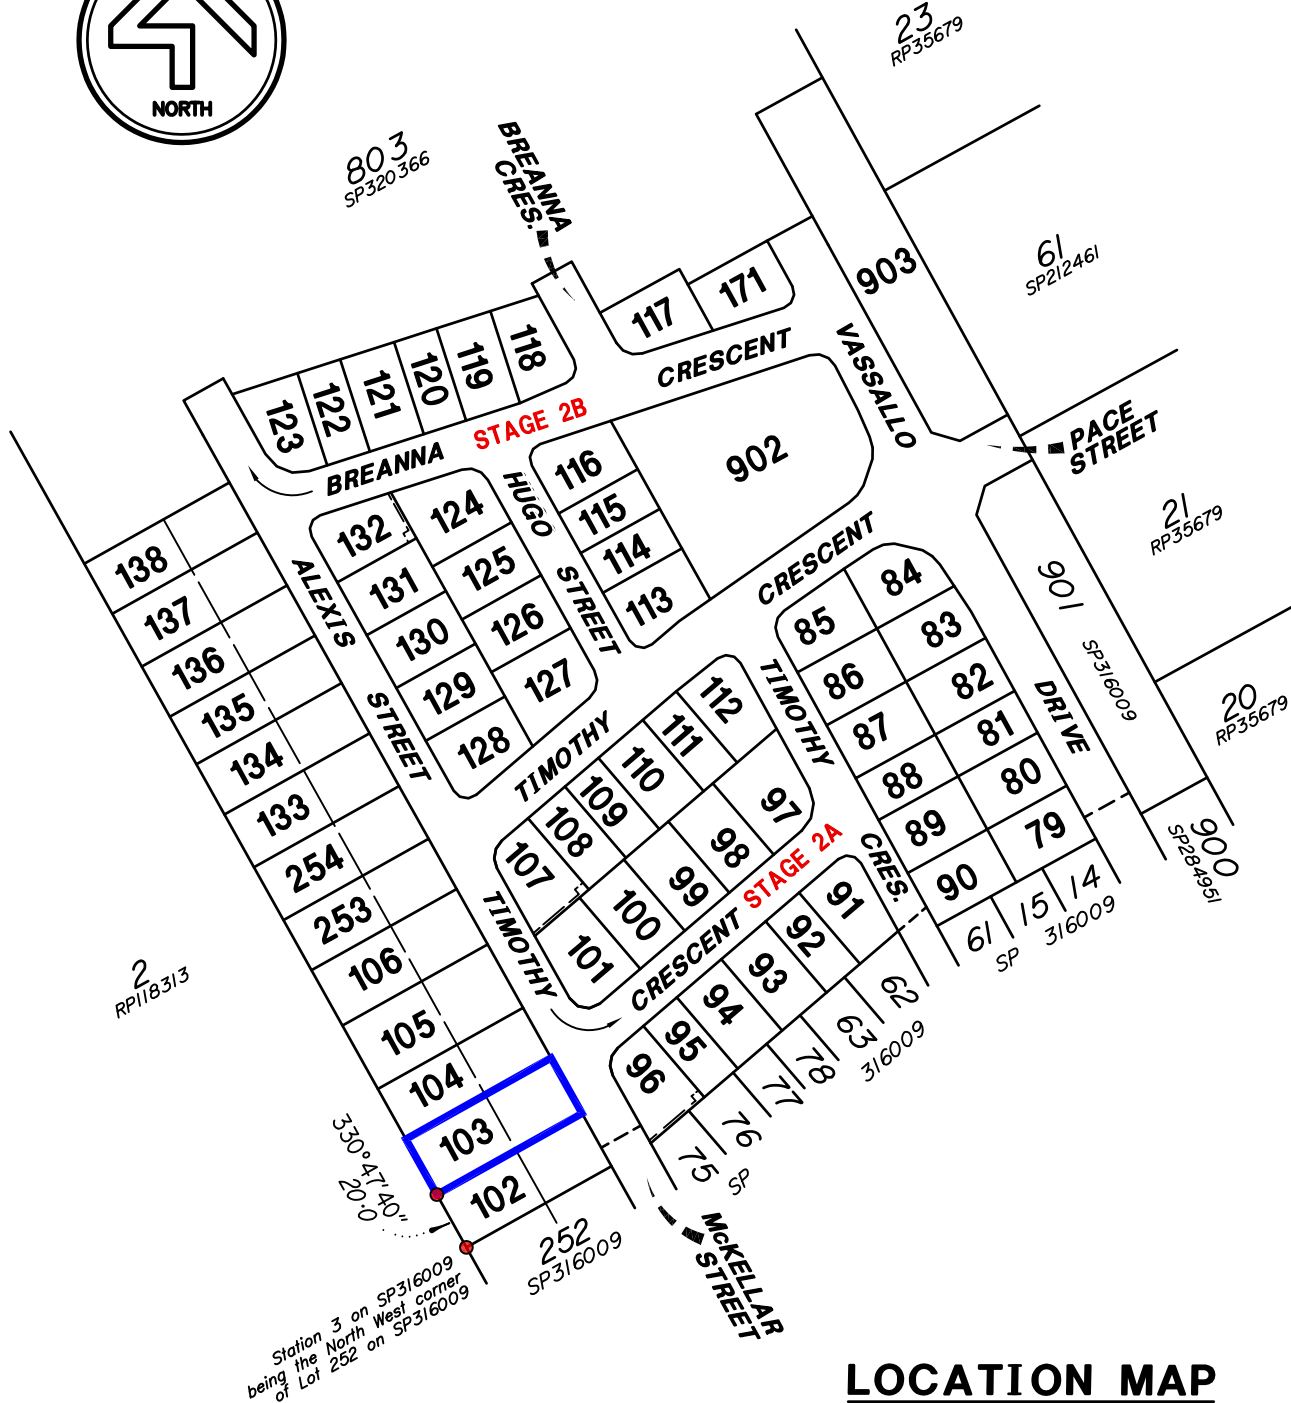 NORTH
23
RP35679
803
SP320366
BREANNA
CRES.
61
SP212461
903
171
117
118
119
120
121
122
123
CRESCENT
VASSALLO
STAGE 2B
BREANNA
PACE
STREET
902
HUGO
STREET
116
115
114
113
124
125
126
127
132
131
130
129
128
ALEXIS
STREET
21
RP35679
CRESCENT
901
SP316009
20
RP35679
84
85
83
86
82
87
81
88
80
89
79
90
DRIVE
TIMOTHY
CRES.
TIMOTHY
138
137
136
135
134
133
254
253
106
105
104
103
102
112
111
110
109
108
107
97
98
99
100
101
STAGE 2A
CRESCENT
TIMOTHY
91
92
93
94
95
96
900
SP284951
14
15
61
SP
316009
62
63
316009
78
77
76
75
SP
2
RP118313
330°47'40"
20·0
252
SP316009
McKELLAR
STREET
Station 3 on SP316009
being the North West corner
of Lot 252 on SP316009
LOCATION MAP